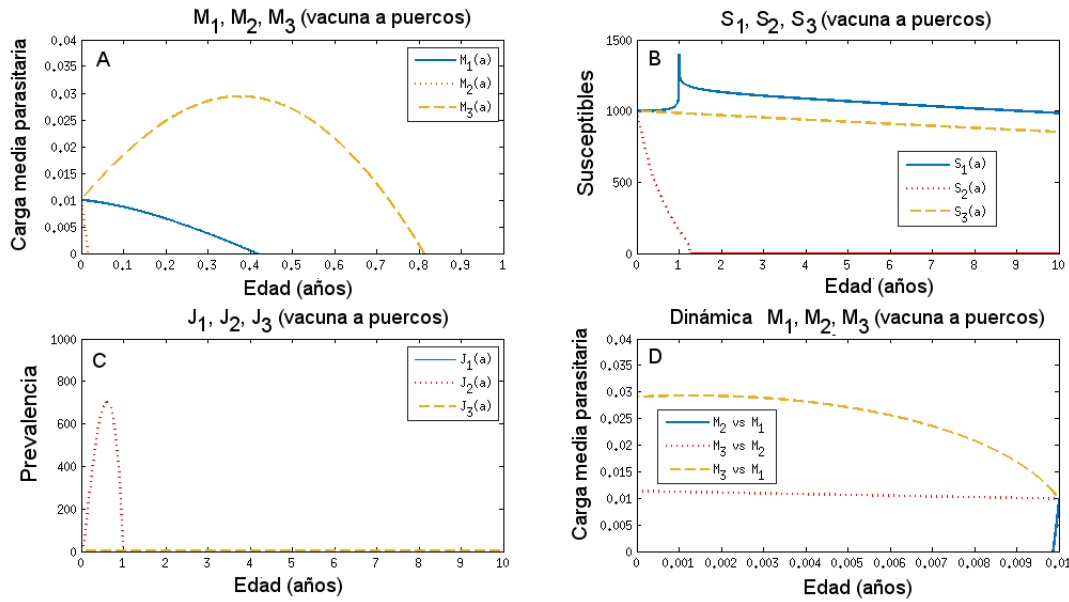 M1, M2, M3 (vacuna a puercos)
A
Carga media parasitaria
0.04
0.035
0.03
0.025
0.02
0.015
0.01
0.005
0
M1(a)
M2(a)
M3(a)
0 0.1 0.2 0.3 0.4 0.5 0.6 0.7 0.8 0.9 1
Edad (años)
S1, S2, S3 (vacuna a puercos)
B
Susceptibles
1500
1000
500
0
S1(a)
S2(a)
S3(a)
0 1 2 3 4 5 6 7 8 9 10
Edad (años)
J1, J2, J3 (vacuna a puercos)
C
Prevalencia
1000
800
600
400
200
0
J1(a)
J2(a)
J3(a)
0 1 2 3 4 5 6 7 8 9 10
Edad (años)
Dinámica M1, M2, M3 (vacuna a puercos)
D
Carga media parasitaria
0.04
0.035
0.03
0.025
0.02
0.015
0.01
0.005
0
M2 vs M1
M3 vs M2
M3 vs M1
0 0.001 0.002 0.003 0.004 0.005 0.006 0.007 0.008 0.009 0.01
Edad (años)